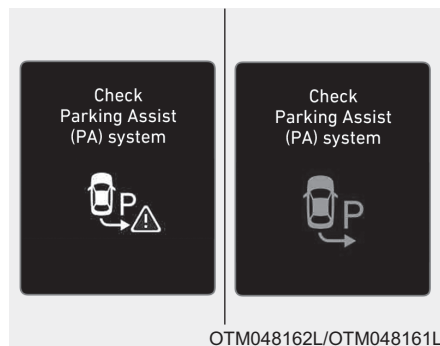 Check
Parking Assist
(PA) system
P
Check
Parking Assist
(PA) system
P
OTM048162L/OTM048161L